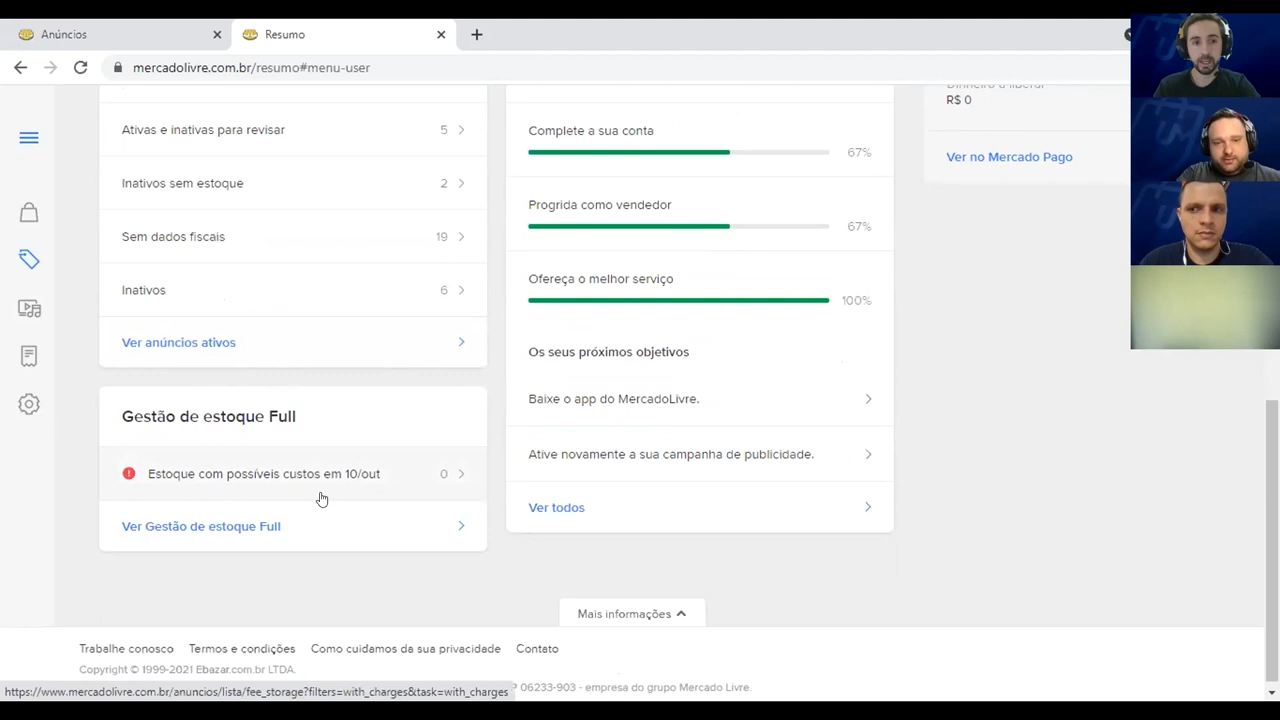 Anúncios
Resumo
mercadolivre.com.br/resumo#menu-user
Ativas e inativas para revisar 5
Inativos sem estoque 2
Sem dados fiscais 19
Inativos 6
Ver anúncios ativos
Gestão de estoque Full
Estoque com possíveis custos em 10/out 0
Ver Gestão de estoque Full
Complete a sua conta
67%
Progrida como vendedor
67%
Ofereça o melhor serviço
100%
Os seus próximos objetivos
Baixe o app do MercadoLivre.
Ative novamente a sua campanha de publicidade.
Ver todos
Dinheiro a liberar
R$ 0
Ver no Mercado Pago
Mais informações
Trabalhe conosco Termos e condições Como cuidamos da sua privacidade Contato
Copyright © 1999-2021 Ebazar.com.br LTDA.
P 06233-903 - empresa do grupo Mercado Livre.
https://www.mercadolivre.com.br/anuncios/lista/fee_storage?filters=with_charges&task=with_charges